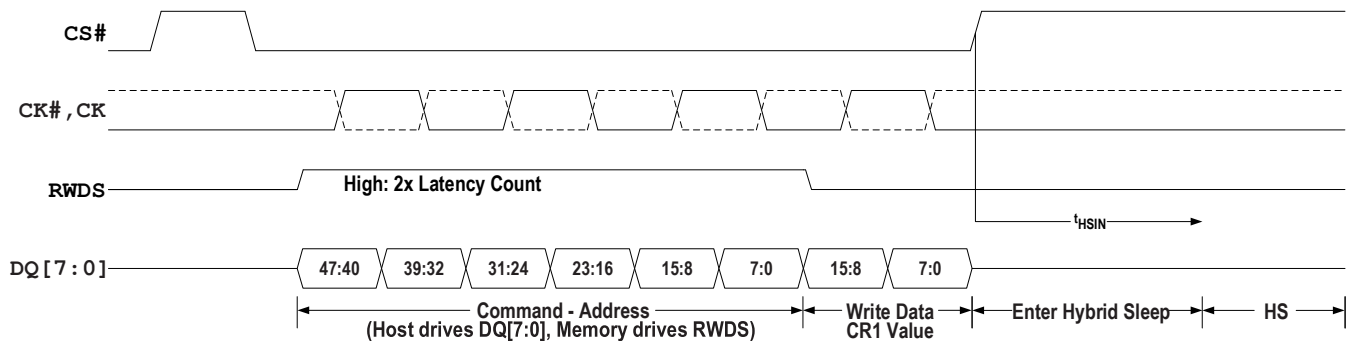 CS#
CK#,CK
RWDS
High: 2x Latency Count
tHSIN
DQ[7:0]
47:40 39:32 31:24 23:16 15:8 7:0 15:8 7:0
Command - Address
(Host drives DQ[7:0], Memory drives RWDS)
Write Data
CR1 Value
Enter Hybrid Sleep
HS